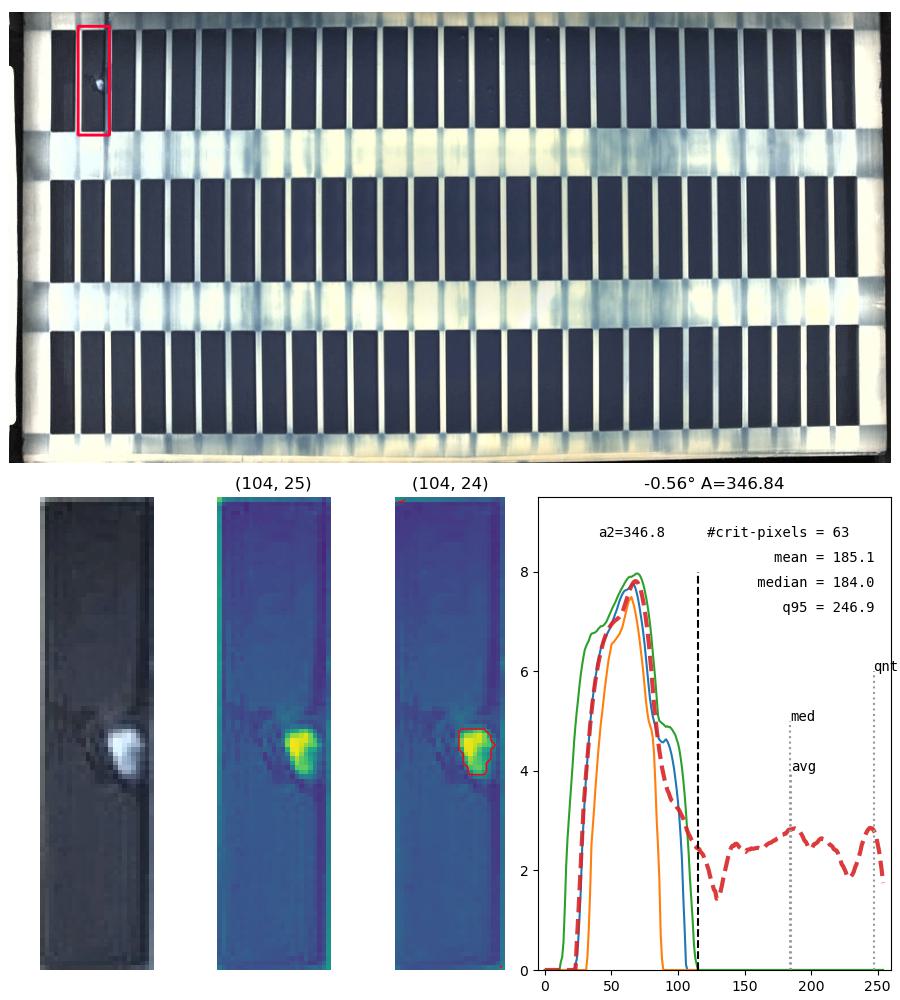 (104, 25)
(104, 24)
-0.56° A=346.84
a2=346.8
#crit-pixels = 63
mean = 185.1
median = 184.0
q95 = 246.9
qnt
med
avg
8
6
4
2
0
0 50 100 150 200 250